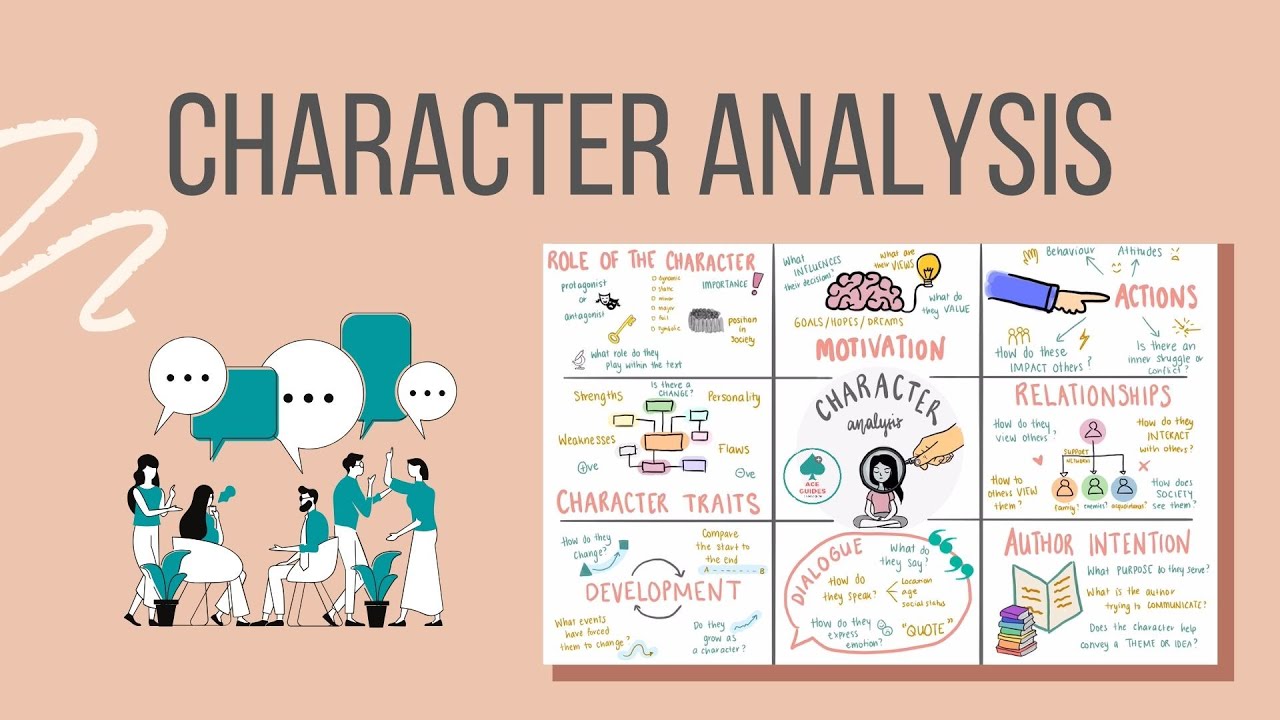 CHARACTER ANALYSIS
ROLE OF THE CHARACTER
protagonist
or
antagonist
dynamic
static
minor
major
foil
symbolic
IMPORTANCE
position
in
society
What role do they
play within the text
What
INFLUENCES
their decision?
what are
their VIEWS
what do
they VALUE
GOALS/HOPES/DREAMS
MOTIVATION
Behaviour
Attitudes
ACTIONS
How do these
IMPACT others?
Is there an
inner struggle or
conflict?
Strengths
Is there a
CHANGE?
Personality
Weaknesses
Flaws
+ve
-ve
CHARACTER TRAITS
CHARACTER
analysis
ACE
GUIDES
RELATIONSHIPS
How do they
view others?
How do they
INTERACT
with others?
SUPPORT
NETWORK
How to
others VIEW
them?
family?
enemies?
acquaintances?
How does
SOCIETY
see them?
How do they
change?
Compare
the start to
the end
A
B
DEVELOPMENT
What events
have forced
them to change?
Do they
grow as
a character?
DIALOGUE
What do
they say?
How do
they speak?
Location
age
social status
How do they
express
emotion?
"QUOTE"
AUTHOR INTENTION
What PURPOSE do they serve?
What is the author
trying to COMMUNICATE?
Does the character help
convey a THEME OR IDEA?